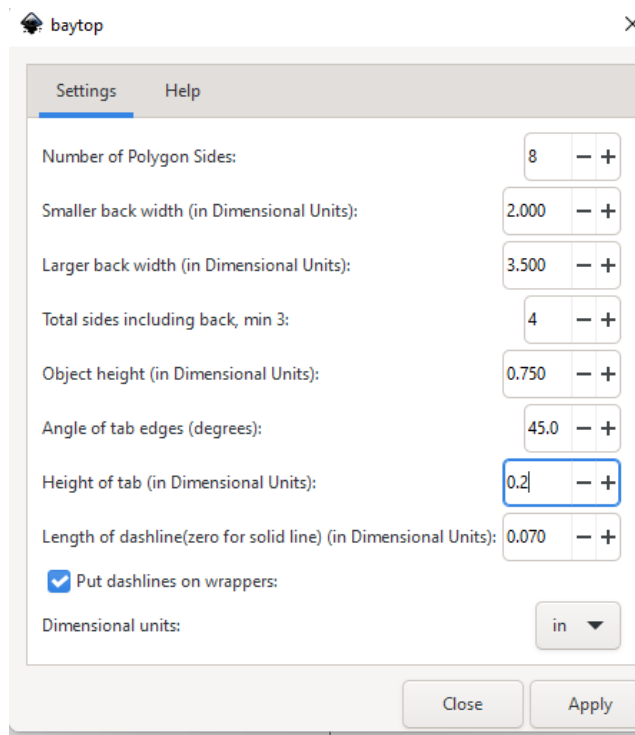 baytop
Settings Help
Number of Polygon Sides: 8
Smaller back width (in Dimensional Units): 2.000
Larger back width (in Dimensional Units): 3.500
Total sides including back, min 3: 4
Object height (in Dimensional Units): 0.750
Angle of tab edges (degrees): 45.0
Height of tab (in Dimensional Units): 0.2
Length of dashline(zero for solid line) (in Dimensional Units): 0.070
Put dashlines on wrappers:
Dimensional units: in
Close Apply